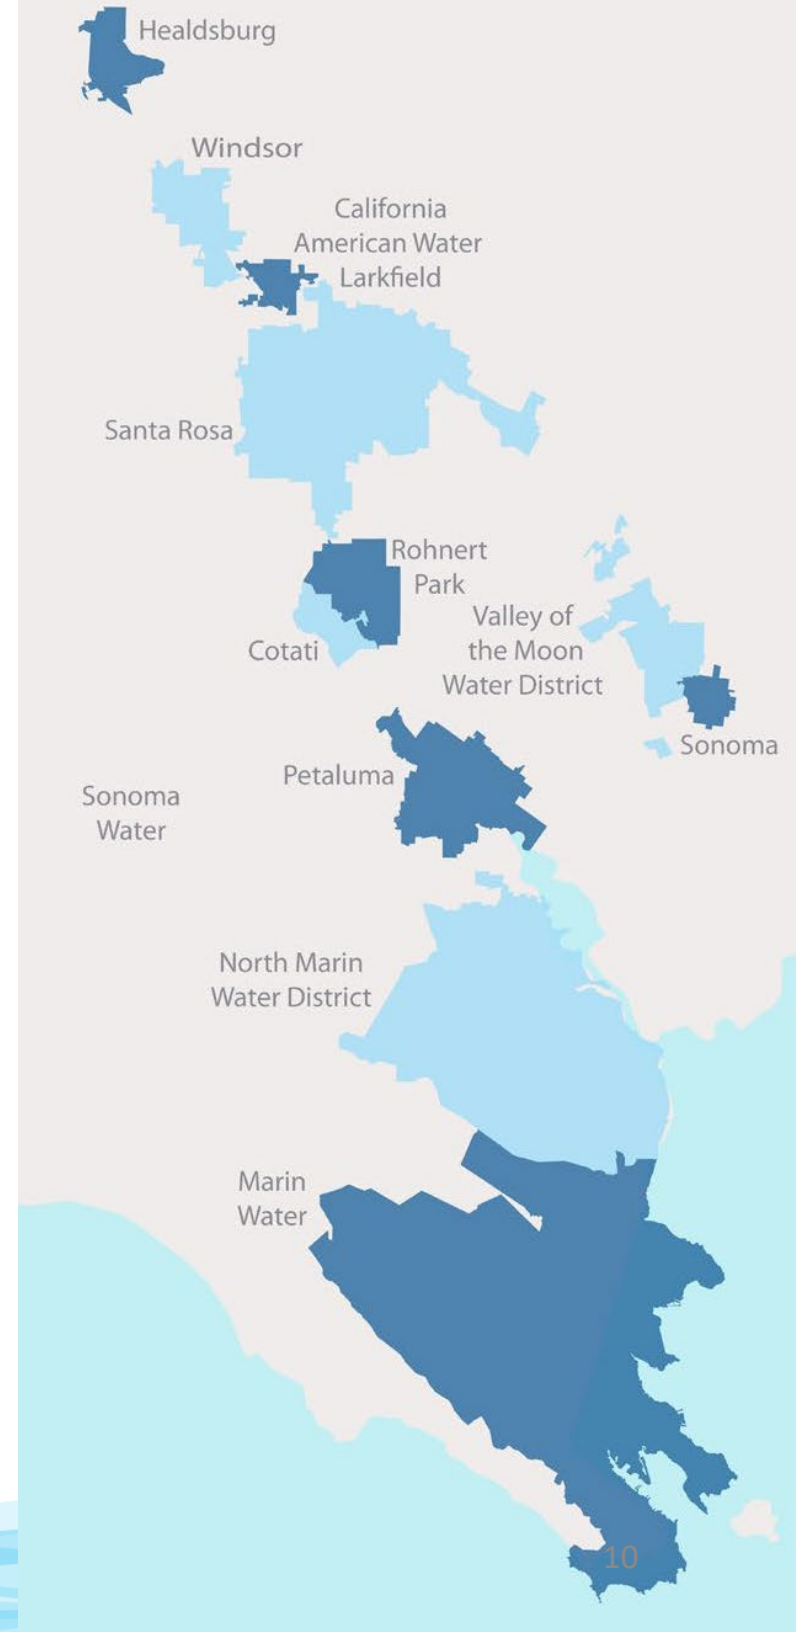 Healdsburg
Windsor
California
American Water
Larkfield
Santa Rosa
Rohnert
Park
Valley of
the Moon
Water District
Cotati
Sonoma
Petaluma
Sonoma
Water
North Marin
Water District
Marin
Water
10